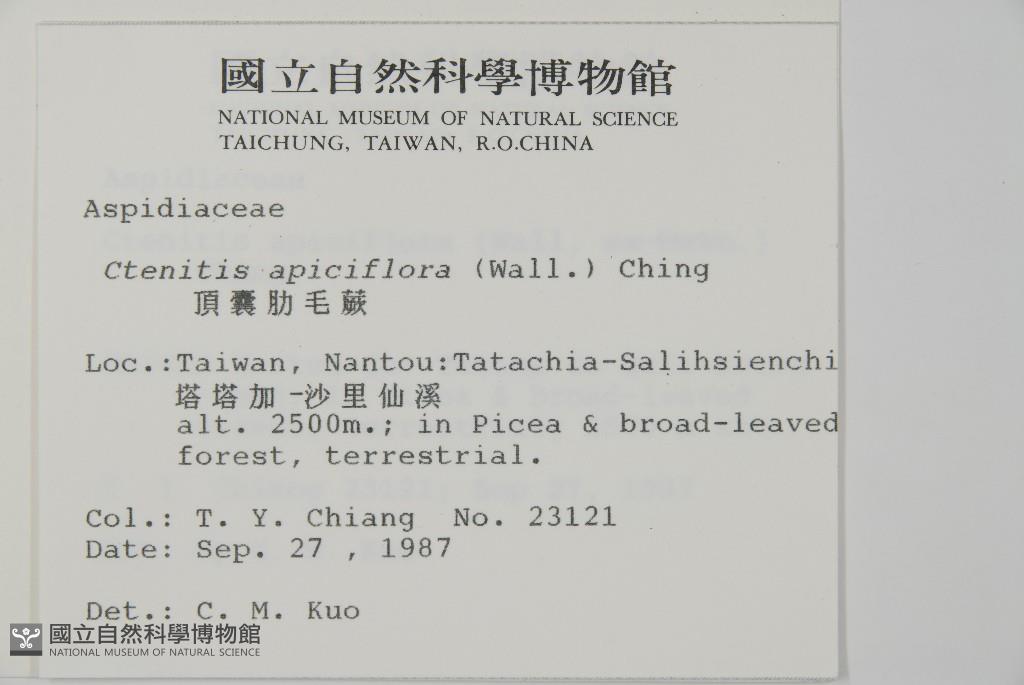 國立自然科學博物館
NATIONAL MUSEUM OF NATURAL SCIENCE
TAICHUNG, TAIWAN, R.O.CHINA
Aspidiaceae
Ctenitis apiciflora (Wall.) Ching
頂囊肋毛蕨
Loc.:Taiwan, Nantou:Tatachia-Salihsienchi
塔塔加-沙里仙溪
alt. 2500m.; in Picea & broad-leaved
forest, terrestrial.
Col.: T. Y. Chiang No. 23121
Date: Sep. 27 , 1987
Det.: C. M. Kuo
國立自然科學博物館
NATIONAL MUSEUM OF NATURAL SCIENCE